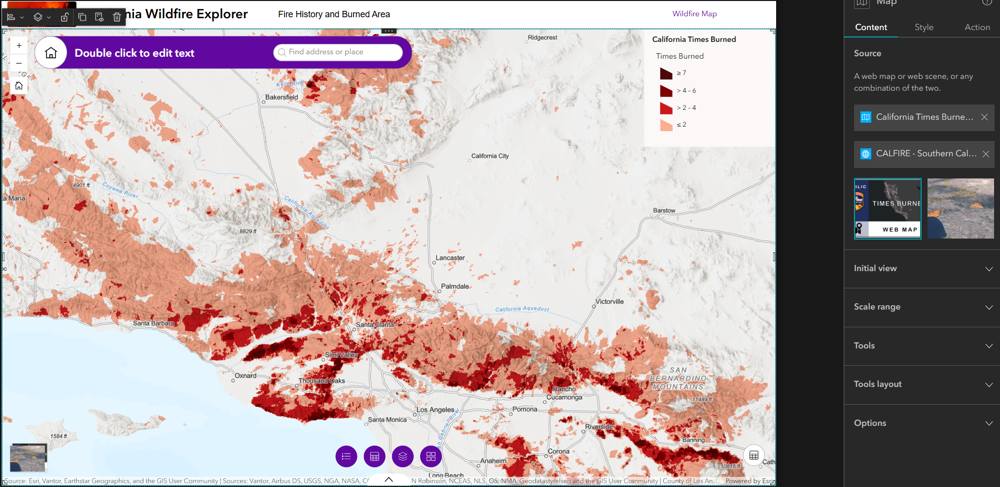 nia Wildfire Explorer
Fire History and Burned Area
Wildfire Map
Double click to edit text
Find address or place
+
−
California Times Burned
Times Burned
≥ 7
> 4 – 6
> 2 – 4
≤ 2
Ridgecrest
Kern River
Bakersfield
California City
4901 ft
Cuyama River
a Maria
California Aqueduct
8829 ft
Barstow
Lancaster
Palmdale
Victorville
California Aqueduct
Santa Barbara
Santa Clarita
Simi Valley
Oxnard
Thousand Oaks
SAN
BERNARDINO
MOUNTAINS
11489 ft
Rancho
Cucamonga
Los Angeles
Pomona
Santa Monica
an Gabriel River
Riverside
Banning
1584 ft
Corona
Anaheim
10815 ft
Cath
Long Beach
Source: Esri, Vantor, Earthstar Geographics, and the GIS User Community | Sources: Vantor, Airbus DS, USGS, NGA, NASA, CG
N Robinson, NCEAS, NLS, OS, NMA, Geodatastyrelsen and the GIS User Community | County of Los An...
Powered by Esri
Map
?
Content
Style
Action
Source
A web map or web scene, or any
combination of the two.
California Times Burne...
CALFIRE - Southern Cal...
BLIC
TIMES BURNE
WEB MAP
Initial view
Scale range
Tools
Tools layout
Options